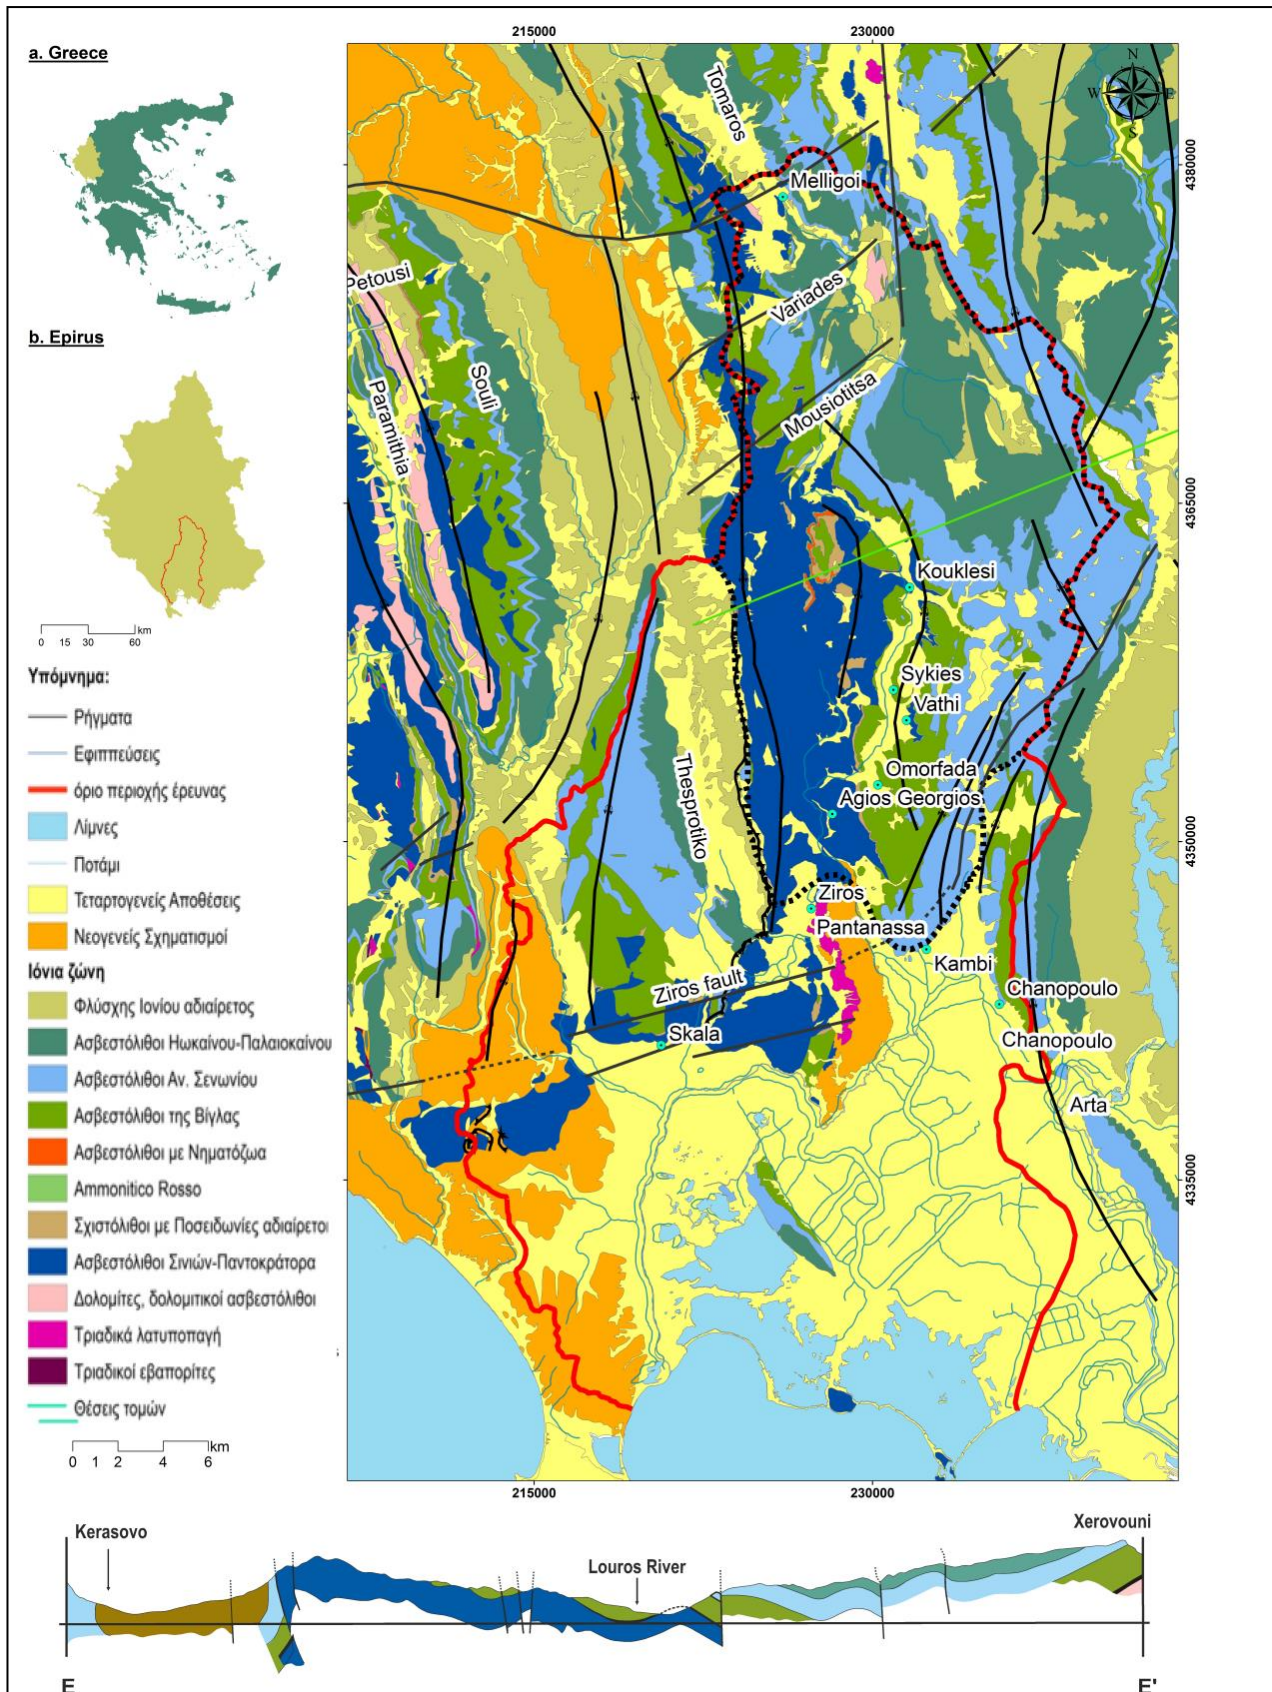 a. Greece
b. Epirus
0 15 30 60 km
Υπόμνημα:
Ρήγματα
Εφιππεύσεις
όριο περιοχής έρευνας
Λίμνες
Ποτάμι
Τεταρτογενείς Αποθέσεις
Νεογενείς Σχηματισμοί
Ιόνια ζώνη
Φλύσχης Ιονίου αδιαίρετος
Ασβεστόλιθοι Ηωκαίνου-Παλαιοκαίνου
Ασβεστόλιθοι Αν. Σενωνίου
Ασβεστόλιθοι της Βίγλας
Ασβεστόλιθοι με Νηματόζωα
Ammonitico Rosso
Σχιστόλιθοι με Ποσειδωνίες αδιαίρετοι
Ασβεστόλιθοι Σινιών-Παντοκράτορα
Δολομίτες, δολομιτικοί ασβεστόλιθοι
Τριαδικά λατυποπαγή
Τριαδικοί εβαπορίτες
Θέσεις τομών
0 1 2 4 6 km
215000 230000
N
W E
S
Tomaros
4380000
Melligoi
Petousi
Variades
Souli
Paramithia
Mousiotitsa
4365000
Kouklesi
Sykies
Vathi
Thesprotiko
Omorfada
Agios Georgios
4350000
Ziros
Pantanassa
Kambi
Ziros fault
Chanopoulo
Skala
Chanopoulo
Arta
4335000
215000 230000
Kerasovo
Louros River
Xerovouni
E E'